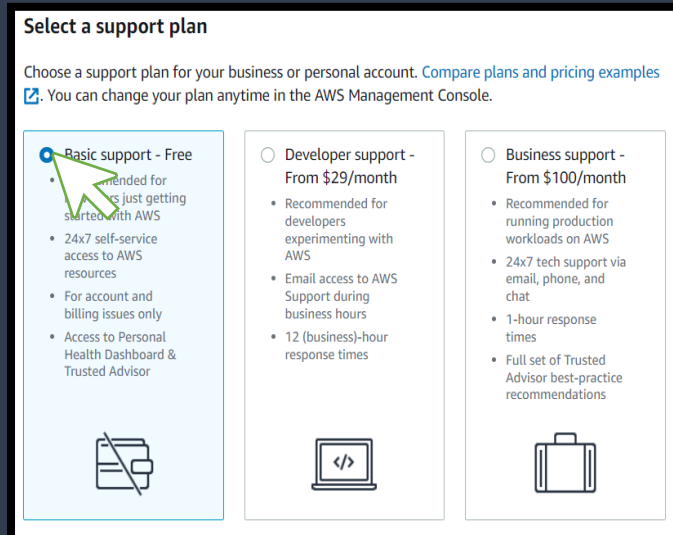 Select a support plan
Choose a support plan for your business or personal account. Compare plans and pricing examples
. You can change your plan anytime in the AWS Management Console.
Basic support - Free
mended for
rs just getting
started with AWS
24x7 self-service
access to AWS
resources
For account and
billing issues only
Access to Personal
Health Dashboard &
Trusted Advisor
Developer support -
From $29/month
Recommended for
developers
experimenting with
AWS
Email access to AWS
Support during
business hours
12 (business)-hour
response times
</>
Business support -
From $100/month
Recommended for
running production
workloads on AWS
24x7 tech support via
email, phone, and
chat
1-hour response
times
Full set of Trusted
Advisor best-practice
recommendations